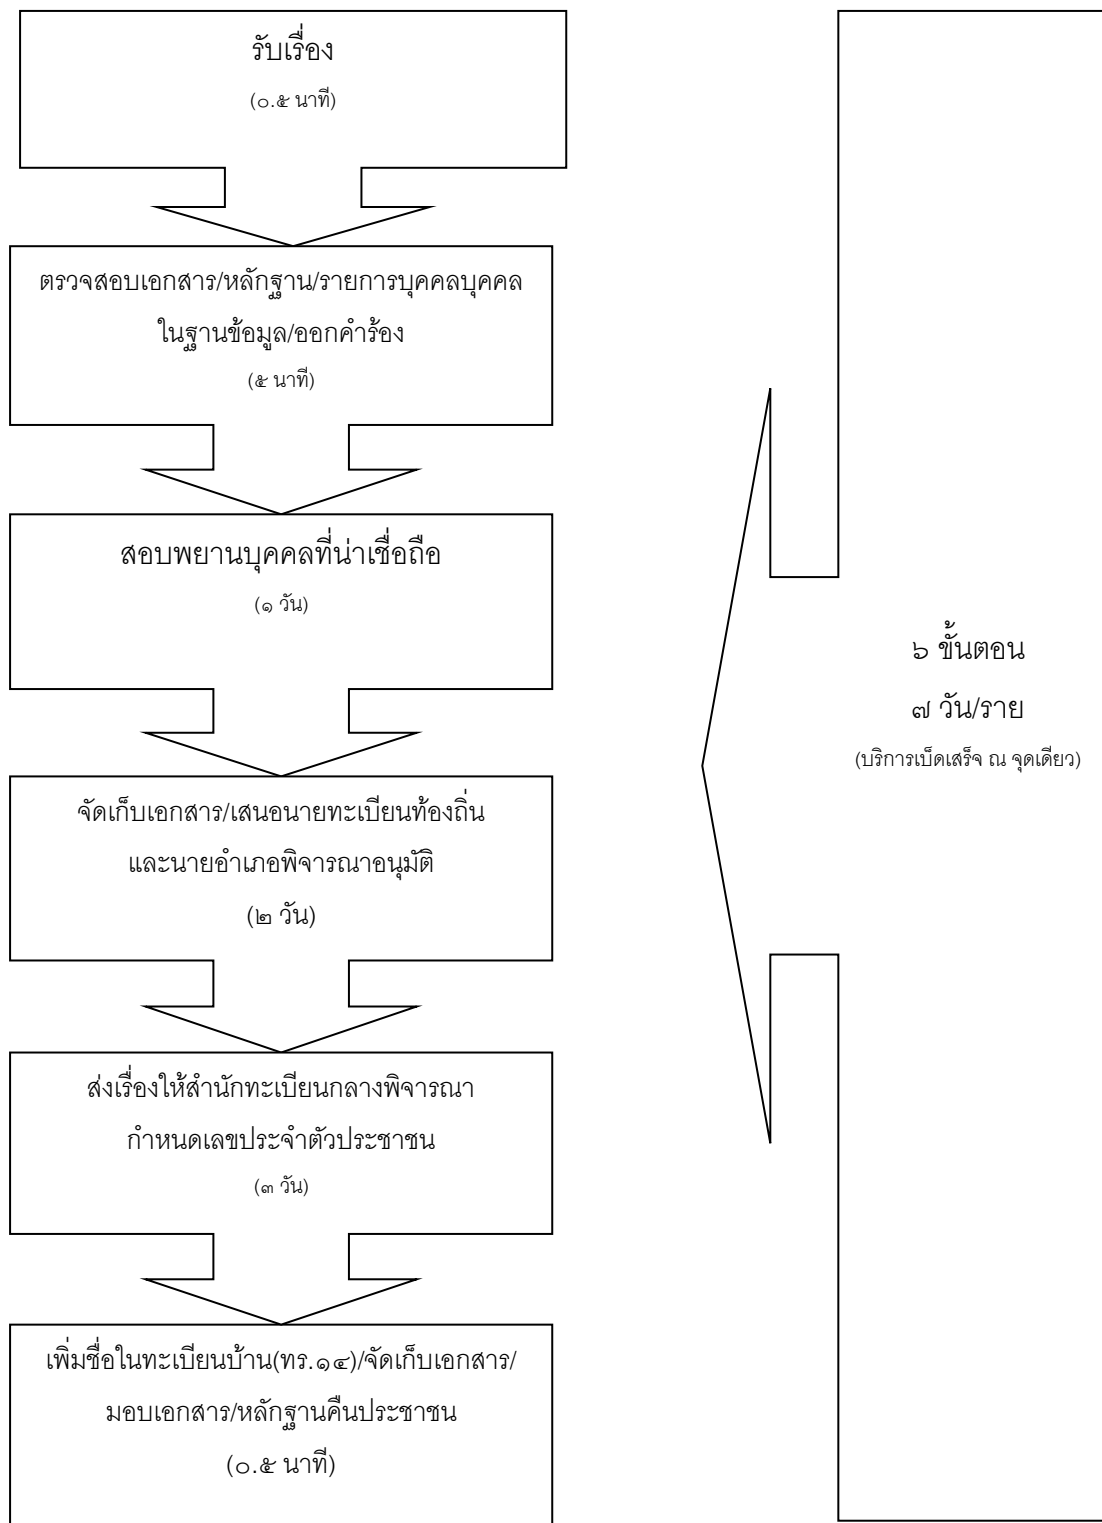 รับเรื่อง
(๐.๕ นาที)
ตรวจสอบเอกสาร/หลักฐาน/รายการบุคคลบุคคล
ในฐานข้อมูล/ออกคำร้อง
(๕ นาที)
สอบพยานบุคคลที่น่าเชื่อถือ
(๑ วัน)
จัดเก็บเอกสาร/เสนอนายทะเบียนท้องถิ่น
และนายอำเภอพิจารณาอนุมัติ
(๒ วัน)
ส่งเรื่องให้สำนักทะเบียนกลางพิจารณา
กำหนดเลขประจำตัวประชาชน
(๓ วัน)
เพิ่มชื่อในทะเบียนบ้าน(ทร.๑๔)/จัดเก็บเอกสาร/
มอบเอกสาร/หลักฐานคืนประชาชน
(๐.๕ นาที)
๖ ขั้นตอน
๗ วัน/ราย
(บริการเบ็ดเสร็จ ณ จุดเดียว)